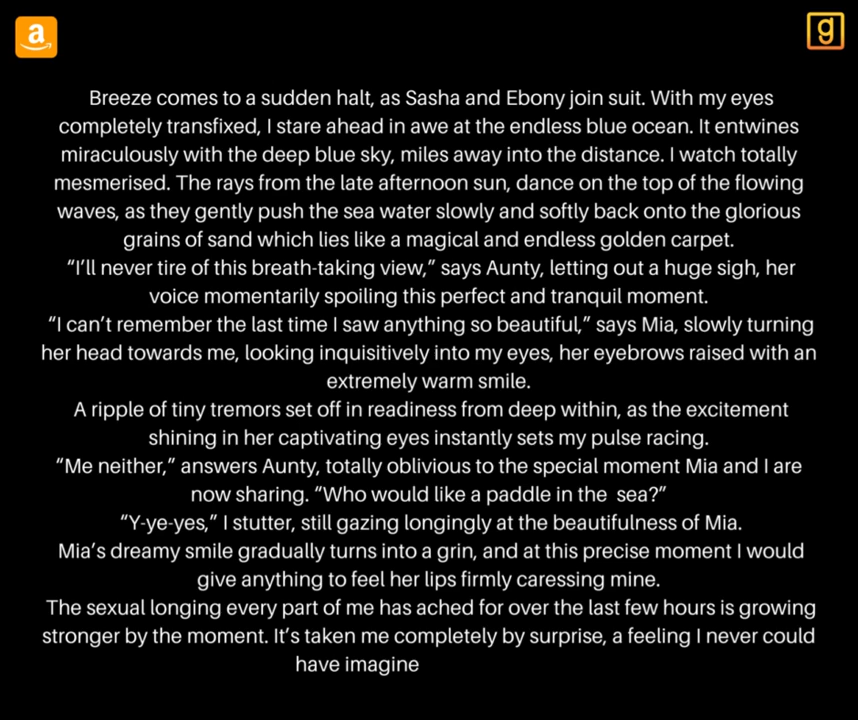 a
g
Breeze comes to a sudden halt, as Sasha and Ebony join suit. With my eyes
completely transfixed, I stare ahead in awe at the endless blue ocean. It entwines
miraculously with the deep blue sky, miles away into the distance. I watch totally
mesmerised. The rays from the late afternoon sun, dance on the top of the flowing
waves, as they gently push the sea water slowly and softly back onto the glorious
grains of sand which lies like a magical and endless golden carpet.
“I’ll never tire of this breath-taking view,” says Aunty, letting out a huge sigh, her
voice momentarily spoiling this perfect and tranquil moment.
“I can’t remember the last time I saw anything so beautiful,” says Mia, slowly turning
her head towards me, looking inquisitively into my eyes, her eyebrows raised with an
extremely warm smile.
A ripple of tiny tremors set off in readiness from deep within, as the excitement
shining in her captivating eyes instantly sets my pulse racing.
“Me neither,” answers Aunty, totally oblivious to the special moment Mia and I are
now sharing. “Who would like a paddle in the  sea?”
“Y-ye-yes,” I stutter, still gazing longingly at the beautifulness of Mia.
Mia’s dreamy smile gradually turns into a grin, and at this precise moment I would
give anything to feel her lips firmly caressing mine.
The sexual longing every part of me has ached for over the last few hours is growing
stronger by the moment. It’s taken me completely by surprise, a feeling I never could
have imagine